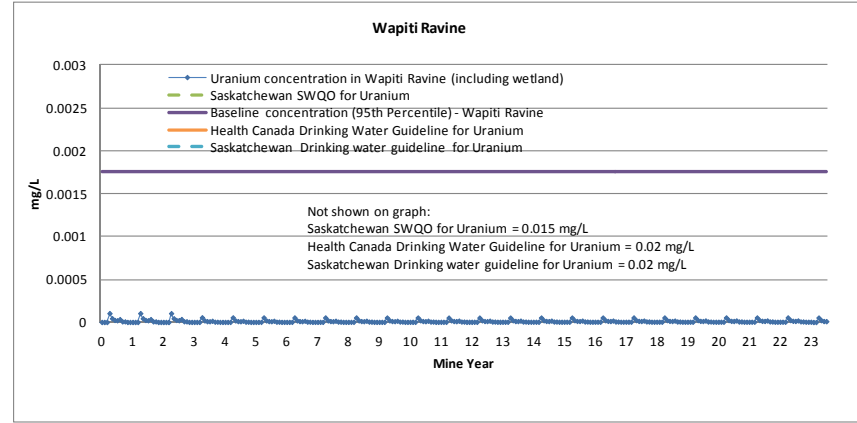 Wapiti Ravine
0.003
0.0025
0.002
0.0015
0.001
0.0005
0
mg/L
Uranium concentration in Wapiti Ravine (including wetland)
Saskatchewan SWQO for Uranium
Baseline concentration (95th Percentile) - Wapiti Ravine
Health Canada Drinking Water Guideline for Uranium
Saskatchewan Drinking water guideline for Uranium
Not shown on graph:
Saskatchewan SWQO for Uranium = 0.015 mg/L
Health Canada Drinking Water Guideline for Uranium = 0.02 mg/L
Saskatchewan Drinking water guideline for Uranium = 0.02 mg/L
0 1 2 3 4 5 6 7 8 9 10 11 12 13 14 15 16 17 18 19 20 21 22 23
Mine Year